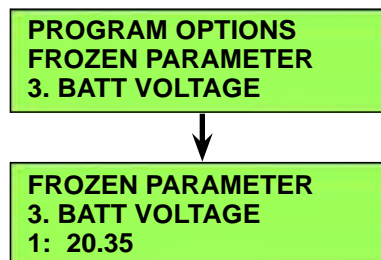 PROGRAM OPTIONS
FROZEN PARAMETER
3. BATT VOLTAGE
FROZEN PARAMETER
3. BATT VOLTAGE
1: 20.35